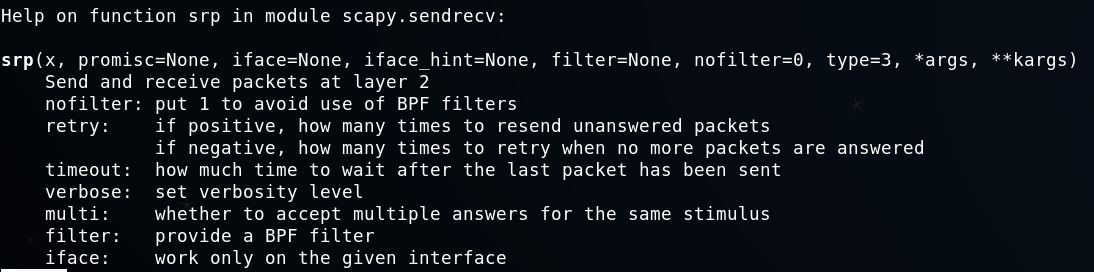 Help on function srp in module scapy.sendrecv:
srp(x, promisc=None, iface=None, iface_hint=None, filter=None, nofilter=0, type=3, *args, **kargs)
Send and receive packets at layer 2
nofilter: put 1 to avoid use of BPF filters
retry:    if positive, how many times to resend unanswered packets
if negative, how many times to retry when no more packets are answered
timeout:  how much time to wait after the last packet has been sent
verbose:  set verbosity level
multi:    whether to accept multiple answers for the same stimulus
filter:   provide a BPF filter
iface:    work only on the given interface